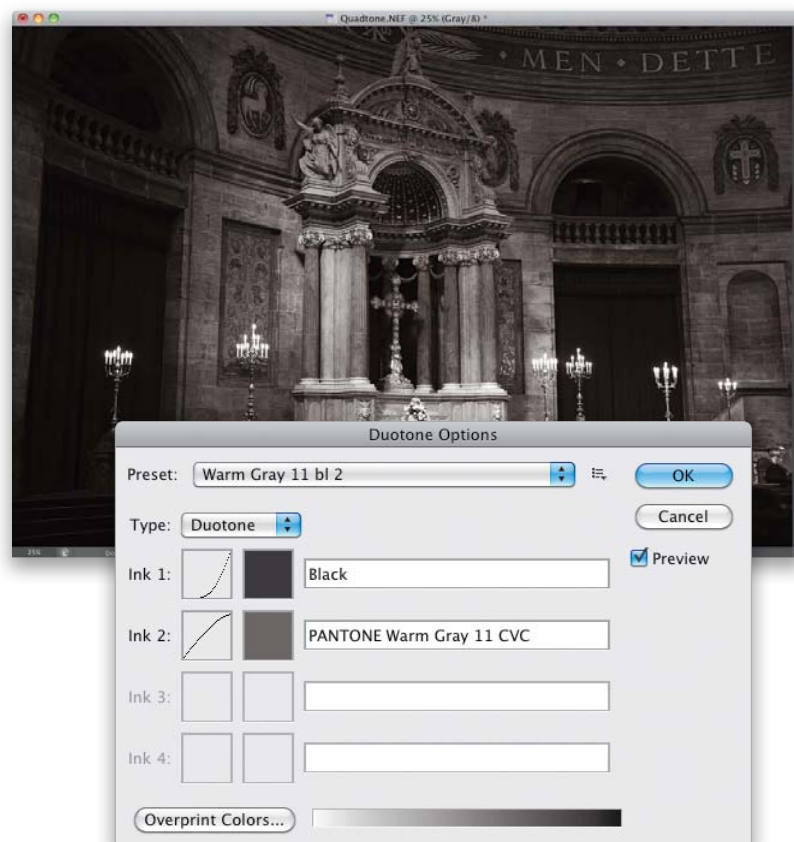 Quadtone.NEF @ 25% (Gray/8) *
• MEN • DETTE
Duotone Options
Preset: Warm Gray 11 bl 2
OK
Type: Duotone
Cancel
Preview
Ink 1: Black
Ink 2: PANTONE Warm Gray 11 CVC
Ink 3:
Ink 4:
Overprint Colors...
25%